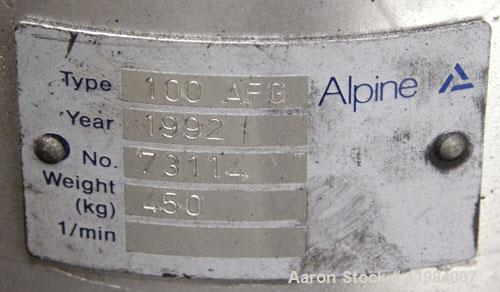 Type 100 AFG Alpine
Year 1992
No. 73114
Weight
(kg) 450
1/min
Aaron Stock#